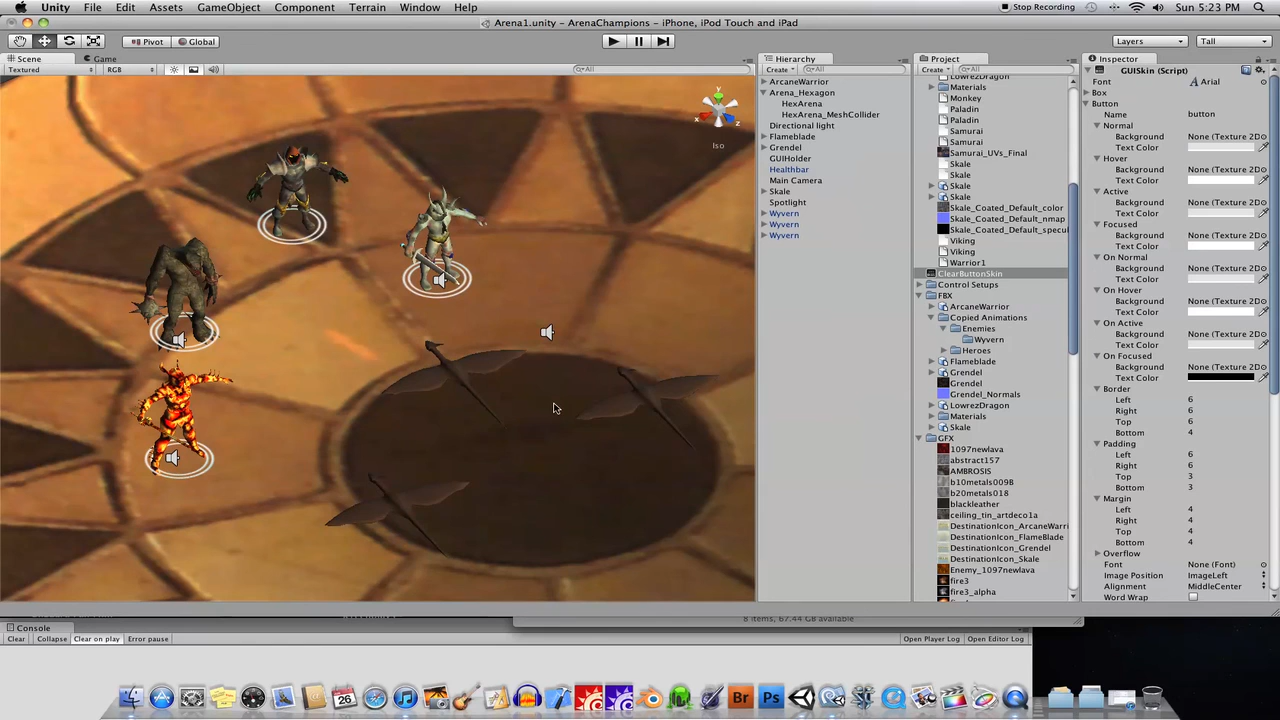 Unity File Edit Assets GameObject Component Terrain Window Help Stop Recording Sun 5:23 PM
Arena1.unity - ArenaChampions - iPhone, iPod Touch and iPad
Pivot Global Layers Tall
Scene Game
Textured RGB All
y
x
z
Iso
Hierarchy
Create All
ArcaneWarrior
Arena_Hexagon
HexArena
HexArena_MeshCollider
Directional light
Flameblade
Grendel
GUIHolder
Healthbar
Main Camera
Skale
Spotlight
Wyvern
Wyvern
Wyvern
Project
Create All
LowrezDragon
Materials
Monkey
Paladin
Paladin
Samurai
Samurai
Samurai_UVs_Final
Skale
Skale
Skale
Skale
Skale_Coated_Default_color
Skale_Coated_Default_nmap
Skale_Coated_Default_specul
Viking
Viking
Warrior1
ClearButtonSkin
Control Setups
FBX
ArcaneWarrior
Copied Animations
Enemies
Wyvern
Heroes
Flameblade
Grendel
Grendel
Grendel_Normals
LowrezDragon
Materials
Skale
GFX
1097newlava
abstract157
AMBROSIS
b10metals009B
b20metals018
blackleather
ceiling_tin_artdeco1a
DestinationIcon_ArcaneWarri
DestinationIcon_FlameBlade
DestinationIcon_Grendel
DestinationIcon_Skale
Enemy_1097newlava
fire3
fire3_alpha
Inspector
GUISkin (Script)
Font Arial
Box
Button
Name button
Normal
Background None (Texture 2D
Text Color
Hover
Background None (Texture 2D
Text Color
Active
Background None (Texture 2D
Text Color
Focused
Background None (Texture 2D
Text Color
On Normal
Background None (Texture 2D
Text Color
On Hover
Background None (Texture 2D
Text Color
On Active
Background None (Texture 2D
Text Color
On Focused
Background None (Texture 2D
Text Color
Border
Left 6
Right 6
Top 6
Bottom 4
Padding
Left 6
Right 6
Top 3
Bottom 3
Margin
Left 4
Right 4
Top 4
Bottom 4
Overflow
Font None (Font)
Image Position ImageLeft
Alignment MiddleCenter
Word Wrap
8 items, 67.44 GB available
Console
Clear Collapse Clear on play Error pause Open Player Log Open Editor Log
26
Br
Ps